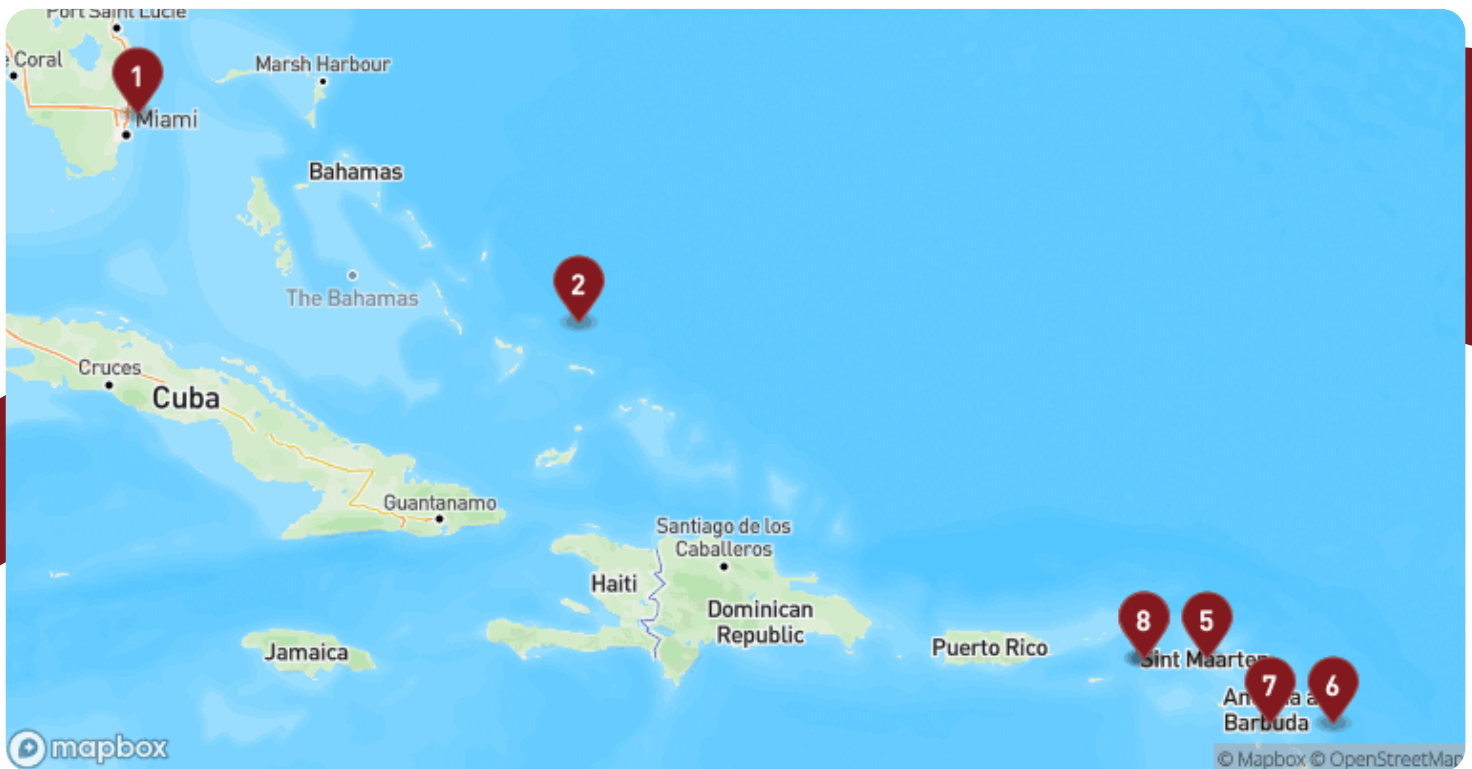 Port Saint Lucie
e Coral
Marsh Harbour
1
Miami
Bahamas
2
The Bahamas
Cruces
Cuba
Guantanamo
Santiago de los
Caballeros
Haiti
Dominican
Republic
8
5
Jamaica
Puerto Rico
Sint Maarten
7
6
Barbuda
mapbox
© Mapbox © OpenStreetMap